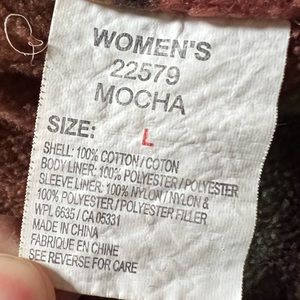 WOMEN'S
22579
MOCHA
SIZE: L
SHELL: 100% COTTON / COTON
BODY LINER: 100% POLYESTER / POLYESTER
SLEEVE LINER: 100% NYLON / NYLON &
100% POLYESTER / POLYESTER FILLER
WPL 6635 / CA 05331
MADE IN CHINA
FABRIQUE EN CHINE
SEE REVERSE FOR CARE